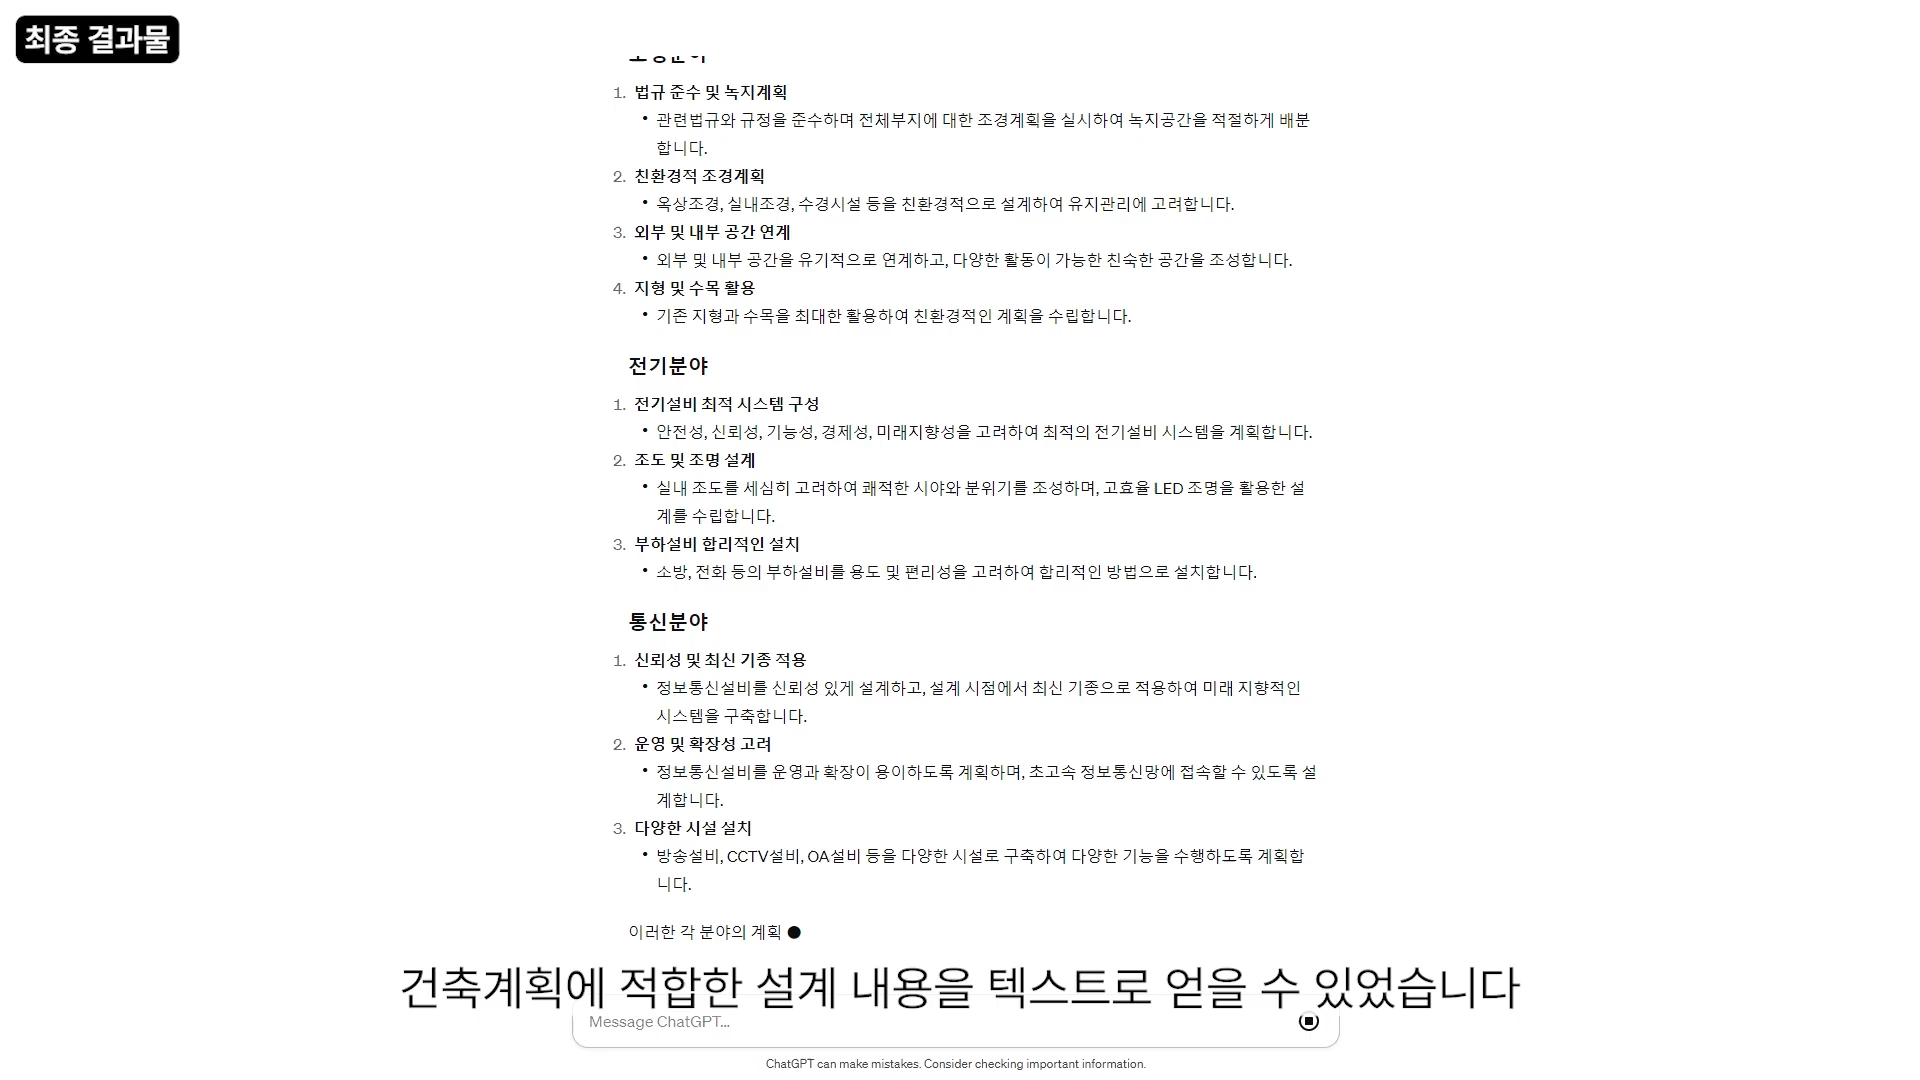 최종 결과물
1. 법규 준수 및 녹지계획
• 관련법규와 규정을 준수하며 전체부지에 대한 조경계획을 실시하여 녹지공간을 적절하게 배분
합니다.
2. 친환경적 조경계획
• 옥상조경, 실내조경, 수경시설 등을 친환경적으로 설계하여 유지관리에 고려합니다.
3. 외부 및 내부 공간 연계
• 외부 및 내부 공간을 유기적으로 연계하고, 다양한 활동이 가능한 친숙한 공간을 조성합니다.
4. 지형 및 수목 활용
• 기존 지형과 수목을 최대한 활용하여 친환경적인 계획을 수립합니다.
전기분야
1. 전기설비 최적 시스템 구성
• 안전성, 신뢰성, 기능성, 경제성, 미래지향성을 고려하여 최적의 전기설비 시스템을 계획합니다.
2. 조도 및 조명 설계
• 실내 조도를 세심히 고려하여 쾌적한 시야와 분위기를 조성하며, 고효율 LED 조명을 활용한 설
계를 수립합니다.
3. 부하설비 합리적인 설치
• 소방, 전화 등의 부하설비를 용도 및 편리성을 고려하여 합리적인 방법으로 설치합니다.
통신분야
1. 신뢰성 및 최신 기종 적용
• 정보통신설비를 신뢰성 있게 설계하고, 설계 시점에서 최신 기종으로 적용하여 미래 지향적인
시스템을 구축합니다.
2. 운영 및 확장성 고려
• 정보통신설비를 운영과 확장이 용이하도록 계획하며, 초고속 정보통신망에 접속할 수 있도록 설
계합니다.
3. 다양한 시설 설치
• 방송설비, CCTV설비, OA설비 등을 다양한 시설로 구축하여 다양한 기능을 수행하도록 계획합
니다.
이러한 각 분야의 계획
건축계획에 적합한 설계 내용을 텍스트로 얻을 수 있었습니다
Message ChatGPT...
ChatGPT can make mistakes. Consider checking important information.